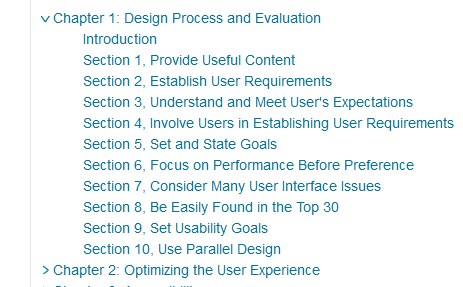 Chapter 1: Design Process and Evaluation
Introduction
Section 1, Provide Useful Content
Section 2, Establish User Requirements
Section 3, Understand and Meet User's Expectations
Section 4, Involve Users in Establishing User Requirements
Section 5, Set and State Goals
Section 6, Focus on Performance Before Preference
Section 7, Consider Many User Interface Issues
Section 8, Be Easily Found in the Top 30
Section 9, Set Usability Goals
Section 10, Use Parallel Design
Chapter 2: Optimizing the User Experience